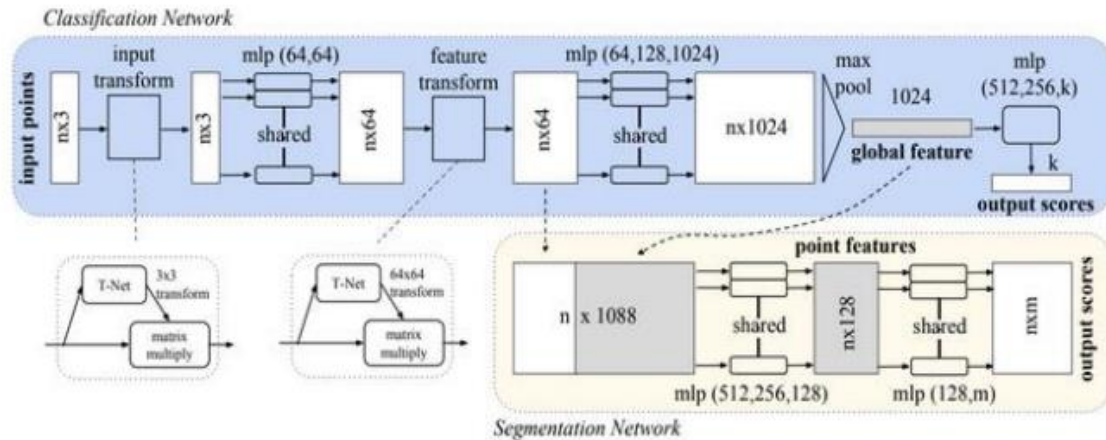 Classification Network
input points
nx3
input
transform
nx3
mlp (64,64)
shared
nx64
feature
transform
nx64
mlp (64,128,1024)
shared
nx1024
max
pool
1024
global feature
mlp
(512,256,k)
k
output scores
T-Net
3x3
transform
matrix
multiply
T-Net
64x64
transform
matrix
multiply
point features
n x 1088
shared
mlp (512,256,128)
nx128
shared
mlp (128,m)
nxm
output scores
Segmentation Network